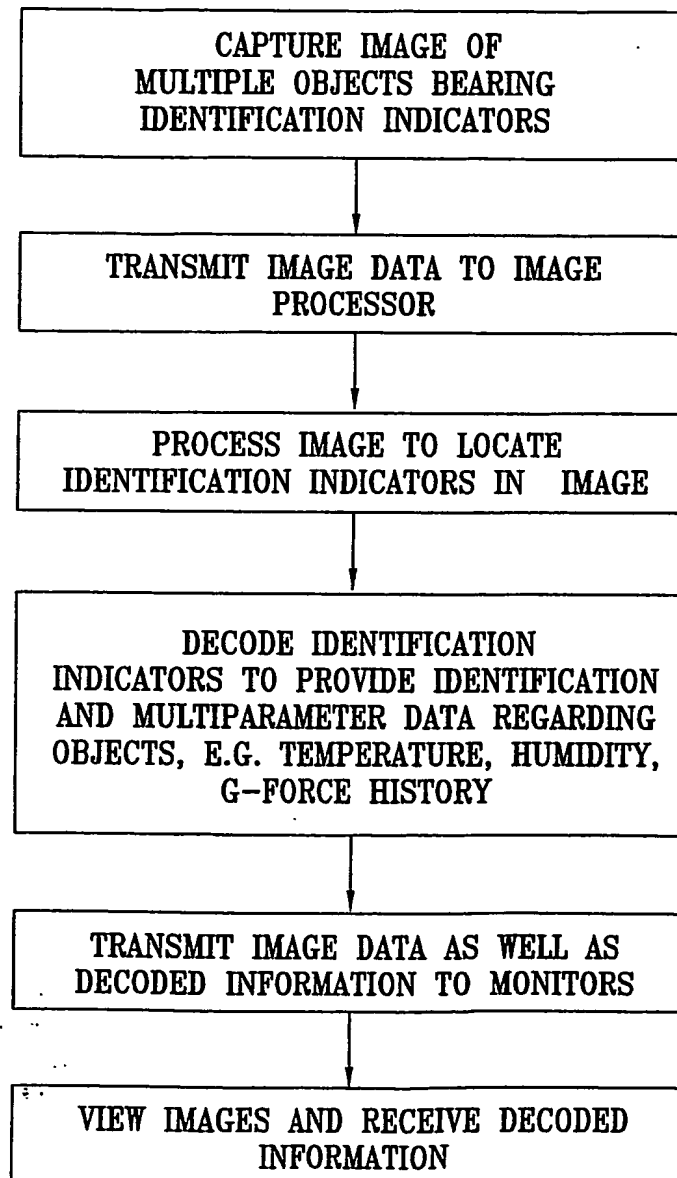 CAPTURE IMAGE OF
MULTIPLE OBJECTS BEARING
IDENTIFICATION INDICATORS
TRANSMIT IMAGE DATA TO IMAGE
PROCESSOR
PROCESS IMAGE TO LOCATE
IDENTIFICATION INDICATORS IN IMAGE
DECODE IDENTIFICATION
INDICATORS TO PROVIDE IDENTIFICATION
AND MULTIPARAMETER DATA REGARDING
OBJECTS, E.G. TEMPERATURE, HUMIDITY,
G-FORCE HISTORY
TRANSMIT IMAGE DATA AS WELL AS
DECODED INFORMATION TO MONITORS
VIEW IMAGES AND RECEIVE DECODED
INFORMATION